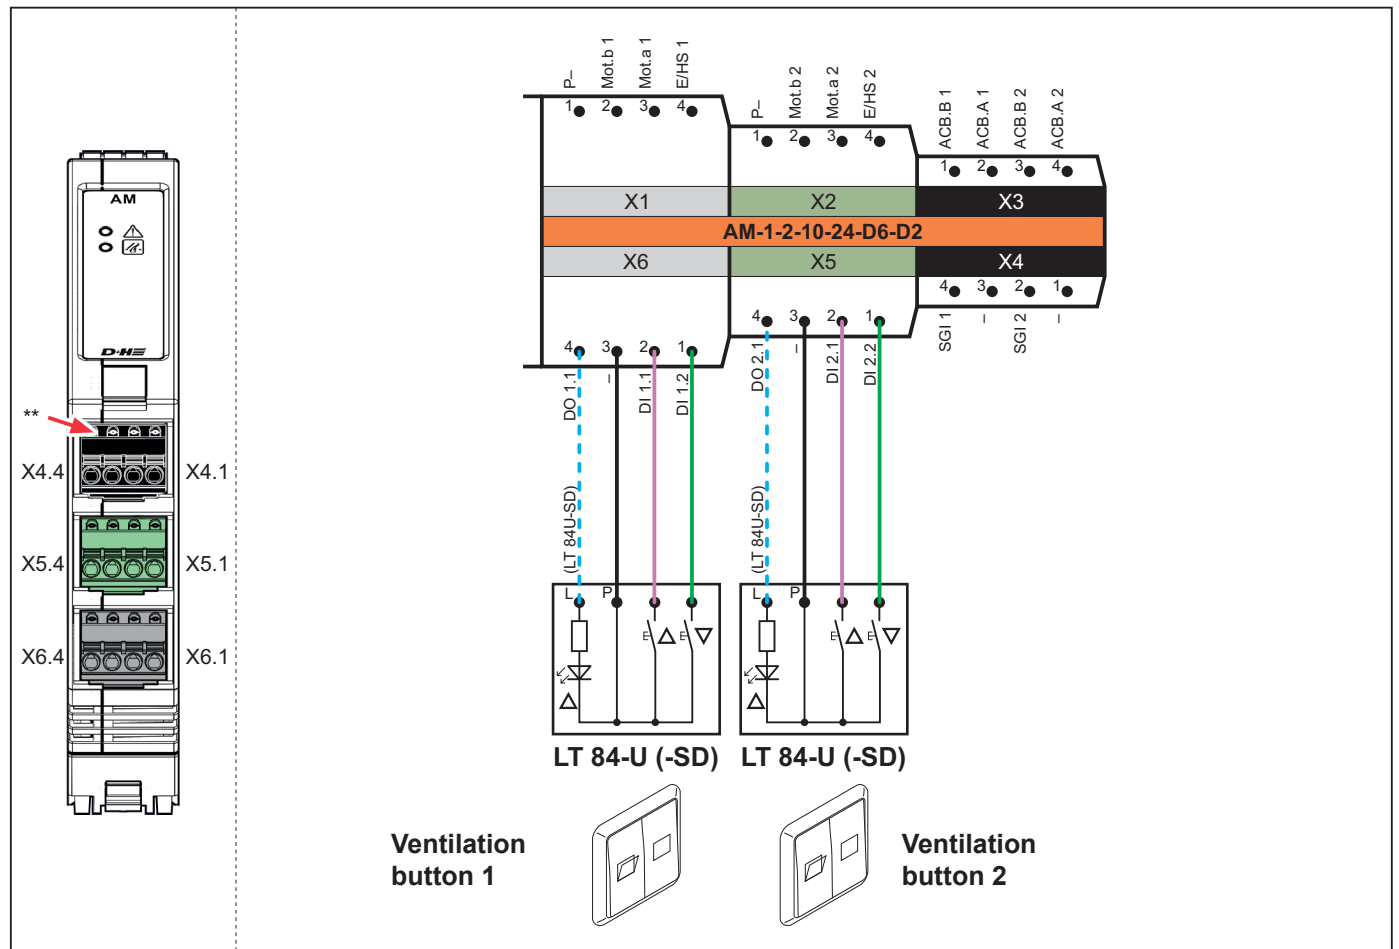 AM
D+H
**
X4.4
X4.1
X5.4
X5.1
X6.4
X6.1
P–
Mot.b 1
Mot.a 1
E/HS 1
1
2
3
4
P–
Mot.b 2
Mot.a 2
E/HS 2
1
2
3
4
ACB.B 1
ACB.A 1
ACB.B 2
ACB.A 2
1
2
3
4
X1
X2
X3
AM-1-2-10-24-D6-D2
X6
X5
X4
4
3
2
1
SGI 1
–
SGI 2
–
4
3
2
1
DO 2.1
–
DI 2.1
DI 2.2
4
3
2
1
DO 1.1
–
DI 1.1
DI 1.2
(LT 84U-SD)
(LT 84U-SD)
L
P
L
P
LT 84-U (-SD)
LT 84-U (-SD)
Ventilation
button 1
Ventilation
button 2